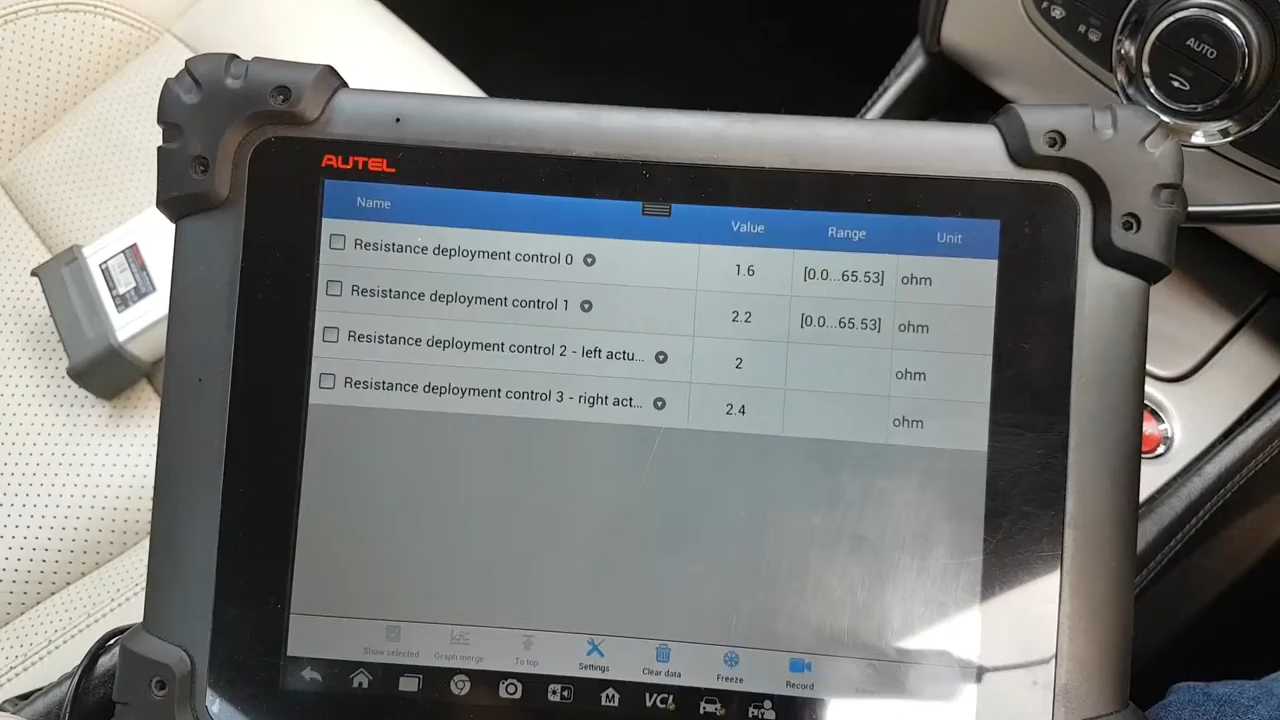 AUTO
F
R
AUTEL
Name Value Range Unit
Resistance deployment control 0 1.6 [0.0...65.53] ohm
Resistance deployment control 1 2.2 [0.0...65.53] ohm
Resistance deployment control 2 - left actu... 2 ohm
Resistance deployment control 3 - right act... 2.4 ohm
Show selected Graph merge To top Settings Clear data Freeze Record
M VCI